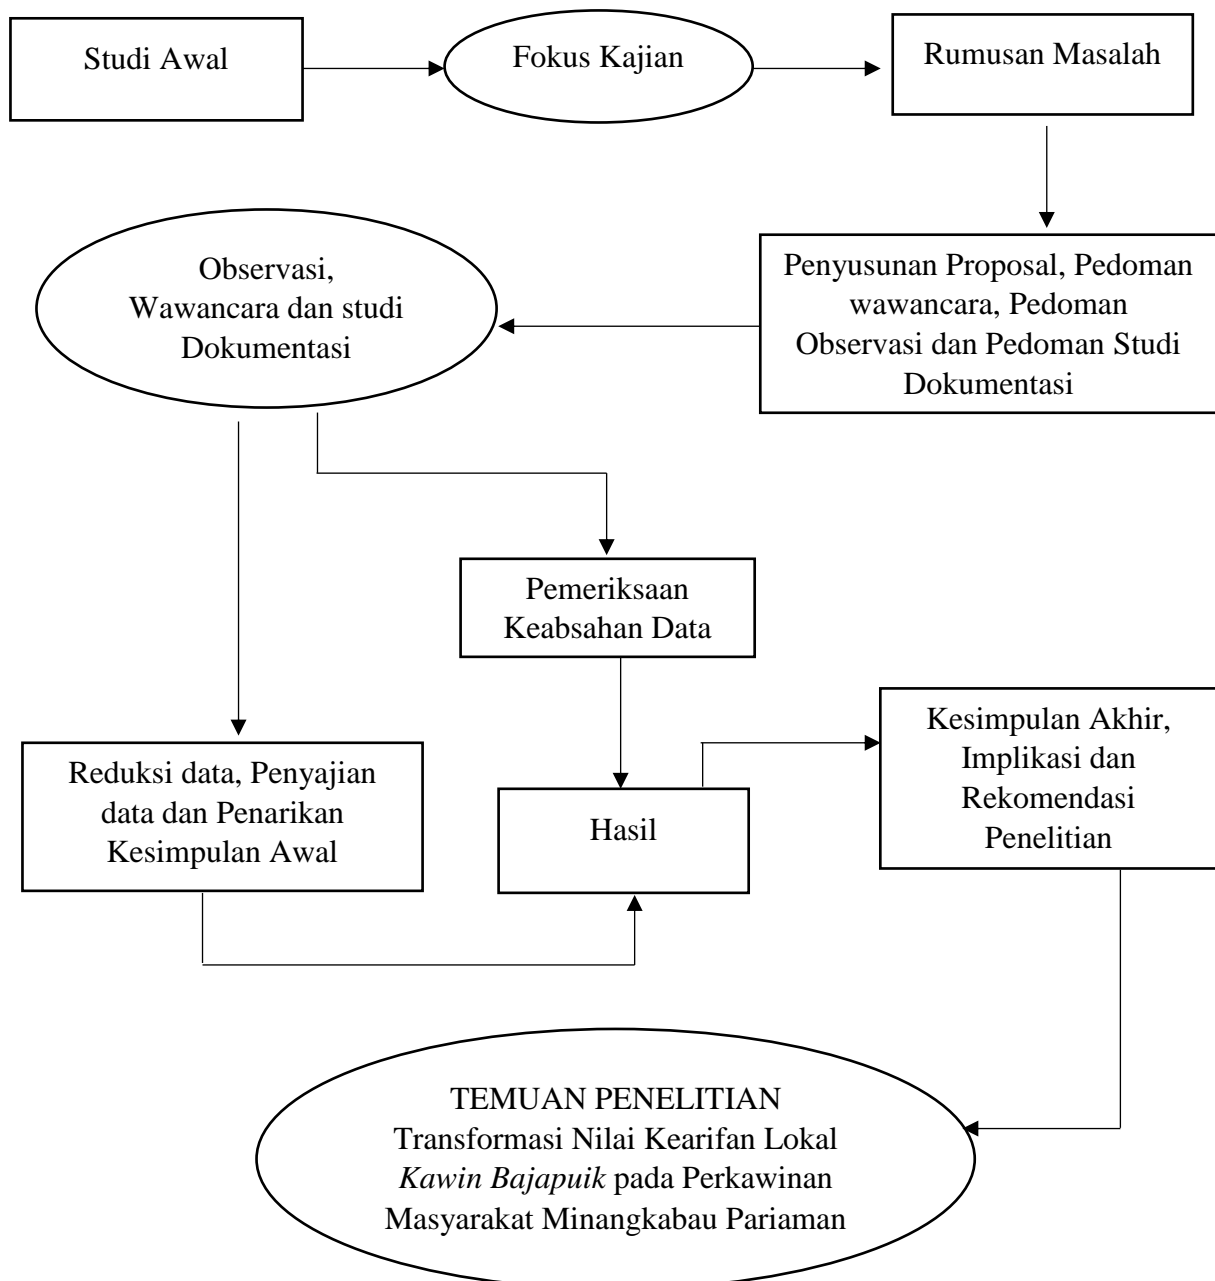 Studi Awal
Fokus Kajian
Rumusan Masalah
Penyusunan Proposal, Pedoman
wawancara, Pedoman
Observasi dan Pedoman Studi
Dokumentasi
Observasi,
Wawancara dan studi
Dokumentasi
Pemeriksaan
Keabsahan Data
Reduksi data, Penyajian
data dan Penarikan
Kesimpulan Awal
Hasil
Kesimpulan Akhir,
Implikasi dan
Rekomendasi
Penelitian
TEMUAN PENELITIAN
Transformasi Nilai Kearifan Lokal
Kawin Bajapuik pada Perkawinan
Masyarakat Minangkabau Pariaman